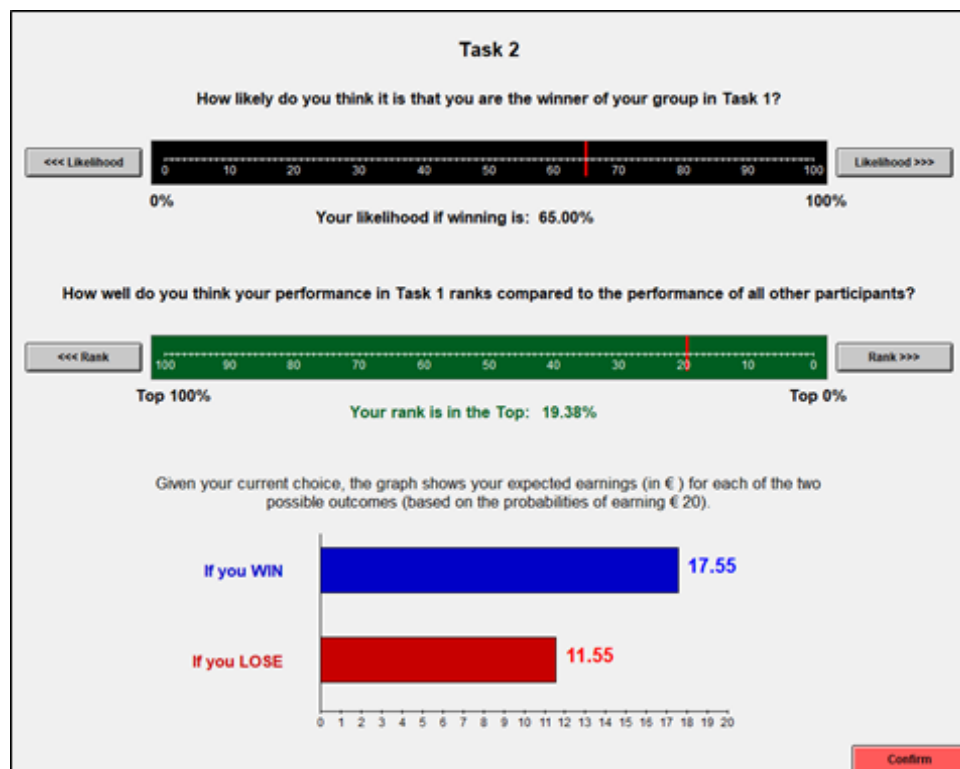 Task 2
How likely do you think it is that you are the winner of your group in Task 1?
<<< Likelihood
0 10 20 30 40 50 60 70 80 90 100
Likelihood >>>
0% 100%
Your likelihood if winning is: 65.00%
How well do you think your performance in Task 1 ranks compared to the performance of all other participants?
<<< Rank
100 90 80 70 60 50 40 30 20 10 0
Rank >>>
Top 100% Top 0%
Your rank is in the Top: 19.38%
Given your current choice, the graph shows your expected earnings (in € ) for each of the two
possible outcomes (based on the probabilities of earning € 20).
If you WIN 17.55
If you LOSE 11.55
0 1 2 3 4 5 6 7 8 9 10 11 12 13 14 15 16 17 18 19 20
Confirm